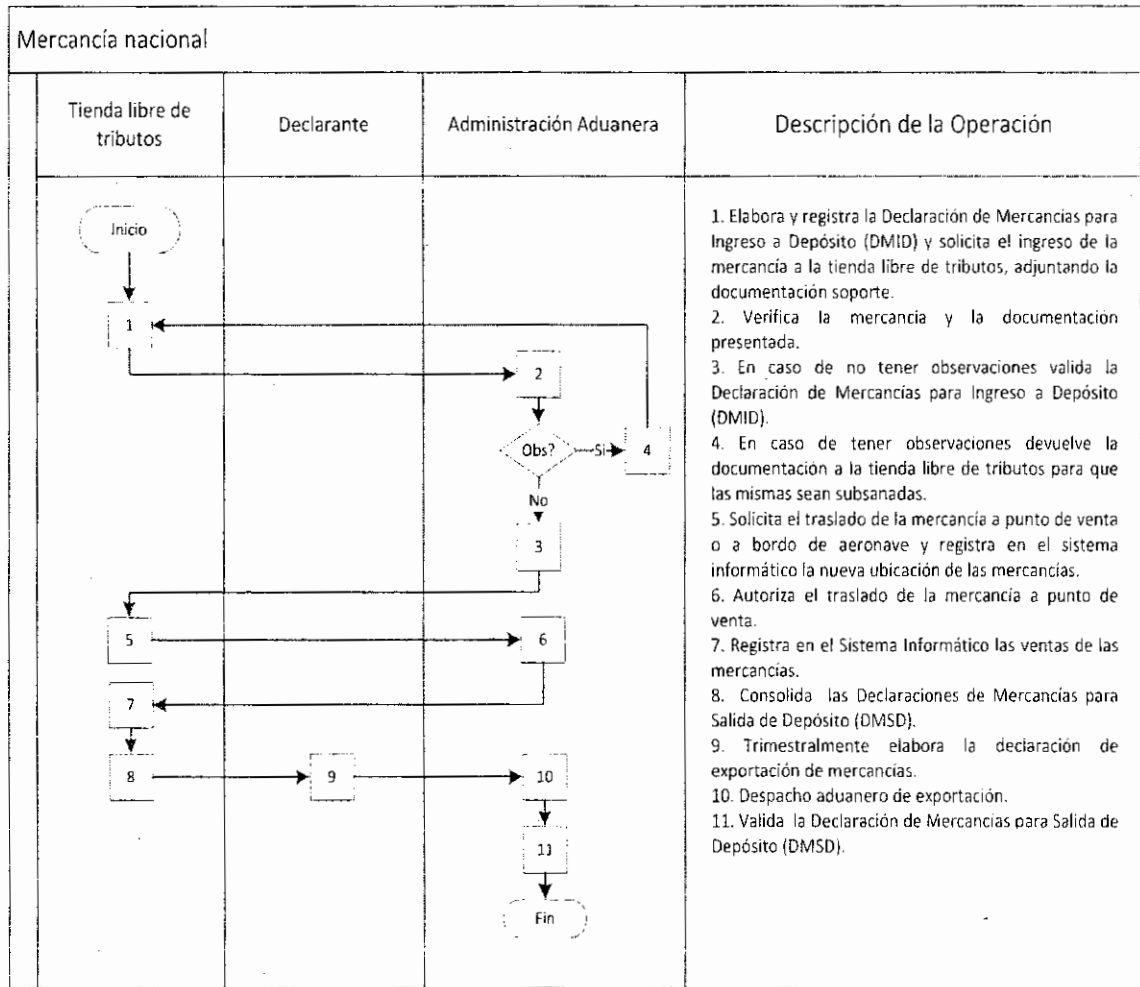 Mercancía nacional
Tienda libre de
tributos
Declarante
Administración Aduanera
Descripción de la Operación
Inicio
1
2
Obs?
Si
4
No
3
5
6
7
8
9
10
11
Fin
1. Elabora y registra la Declaración de Mercancías para
Ingreso a Depósito (DMID) y solicita el ingreso de la
mercancía a la tienda libre de tributos, adjuntando la
documentación soporte.
2. Verifica la mercancía y la documentación
presentada.
3. En caso de no tener observaciones valida la
Declaración de Mercancías para Ingreso a Depósito
(DMID).
4. En caso de tener observaciones devuelve la
documentación a la tienda libre de tributos para que
las mismas sean subsanadas.
5. Solicita el traslado de la mercancía a punto de venta
o a bordo de aeronave y registra en el sistema
informático la nueva ubicación de las mercancías.
6. Autoriza el traslado de la mercancía a punto de
venta.
7. Registra en el Sistema Informático las ventas de las
mercancías.
8. Consolida las Declaraciones de Mercancías para
Salida de Depósito (DMSD).
9. Trimestralmente elabora la declaración de
exportación de mercancías.
10. Despacho aduanero de exportación.
11. Valida la Declaración de Mercancías para Salida de
Depósito (DMSD).